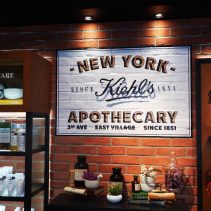 - NEW YORK -
SINCE Kiehl's 1851
APOTHECARY
3RD AVE EAST VILLAGE SINCE 1851